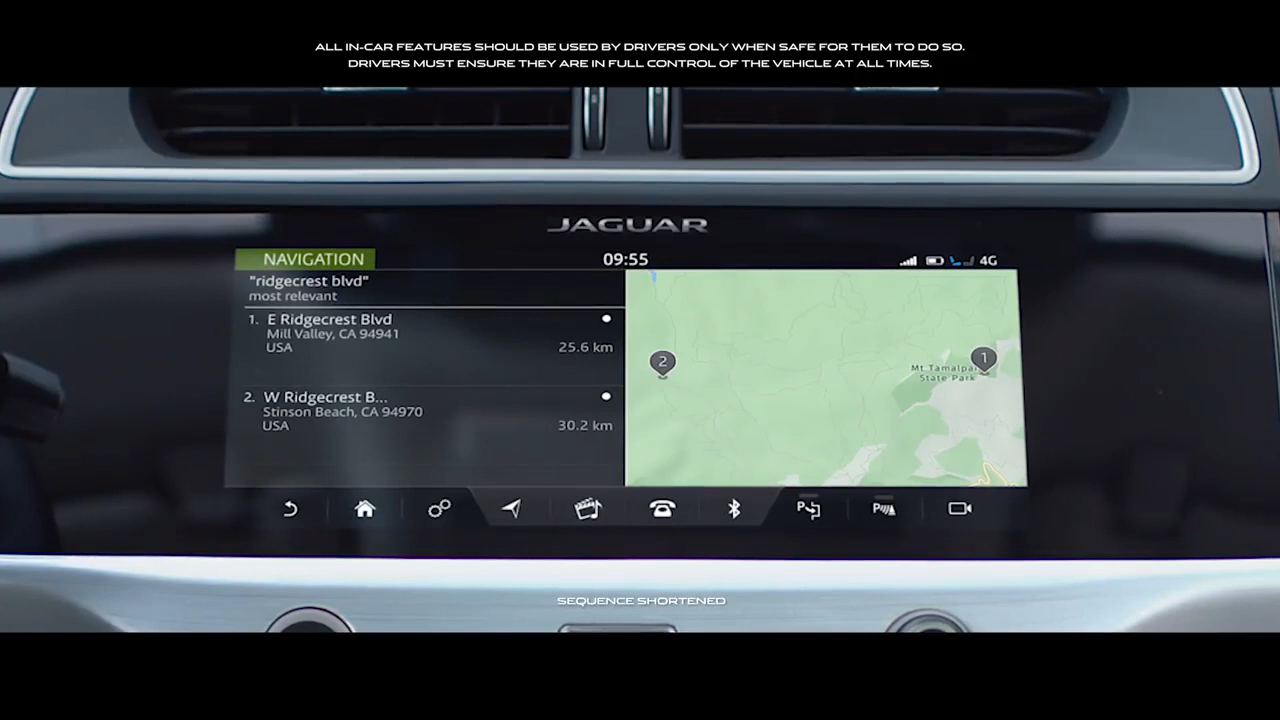 ALL IN-CAR FEATURES SHOULD BE USED BY DRIVERS ONLY WHEN SAFE FOR THEM TO DO SO.
DRIVERS MUST ENSURE THEY ARE IN FULL CONTROL OF THE VEHICLE AT ALL TIMES.
JAGUAR
NAVIGATION
09:55
4G
"ridgecrest blvd"
most relevant
1. E Ridgecrest Blvd
Mill Valley, CA 94941
USA
25.6 km
2. W Ridgecrest B...
Stinson Beach, CA 94970
USA
30.2 km
2
1
Mt Tamalpai
State Park
P
P
SEQUENCE SHORTENED